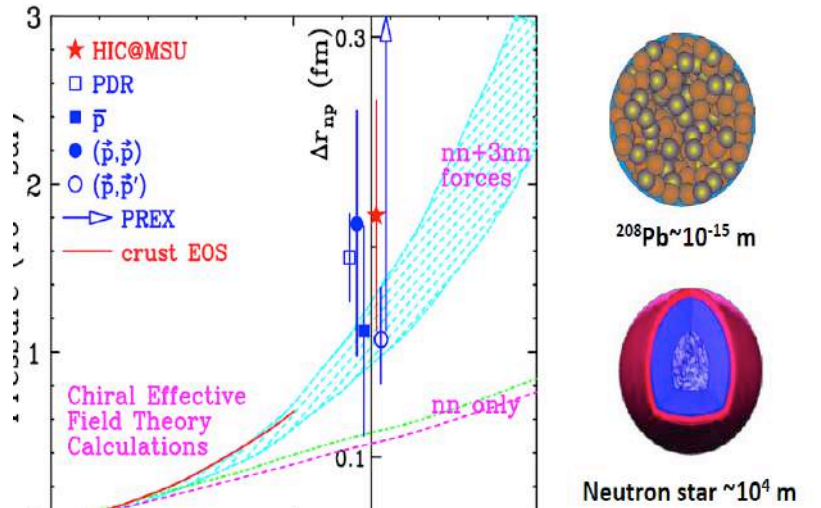 3
2
1
HIC@MSU
PDR
p̄
(p⃗,p⃗)
(p⃗,p⃗')
PREX
crust EOS
0.3
Δr_np (fm)
0.1
nn+3nn
forces
nn only
Chiral Effective
Field Theory
Calculations
²⁰⁸Pb~10⁻¹⁵ m
Neutron star ~10⁴ m